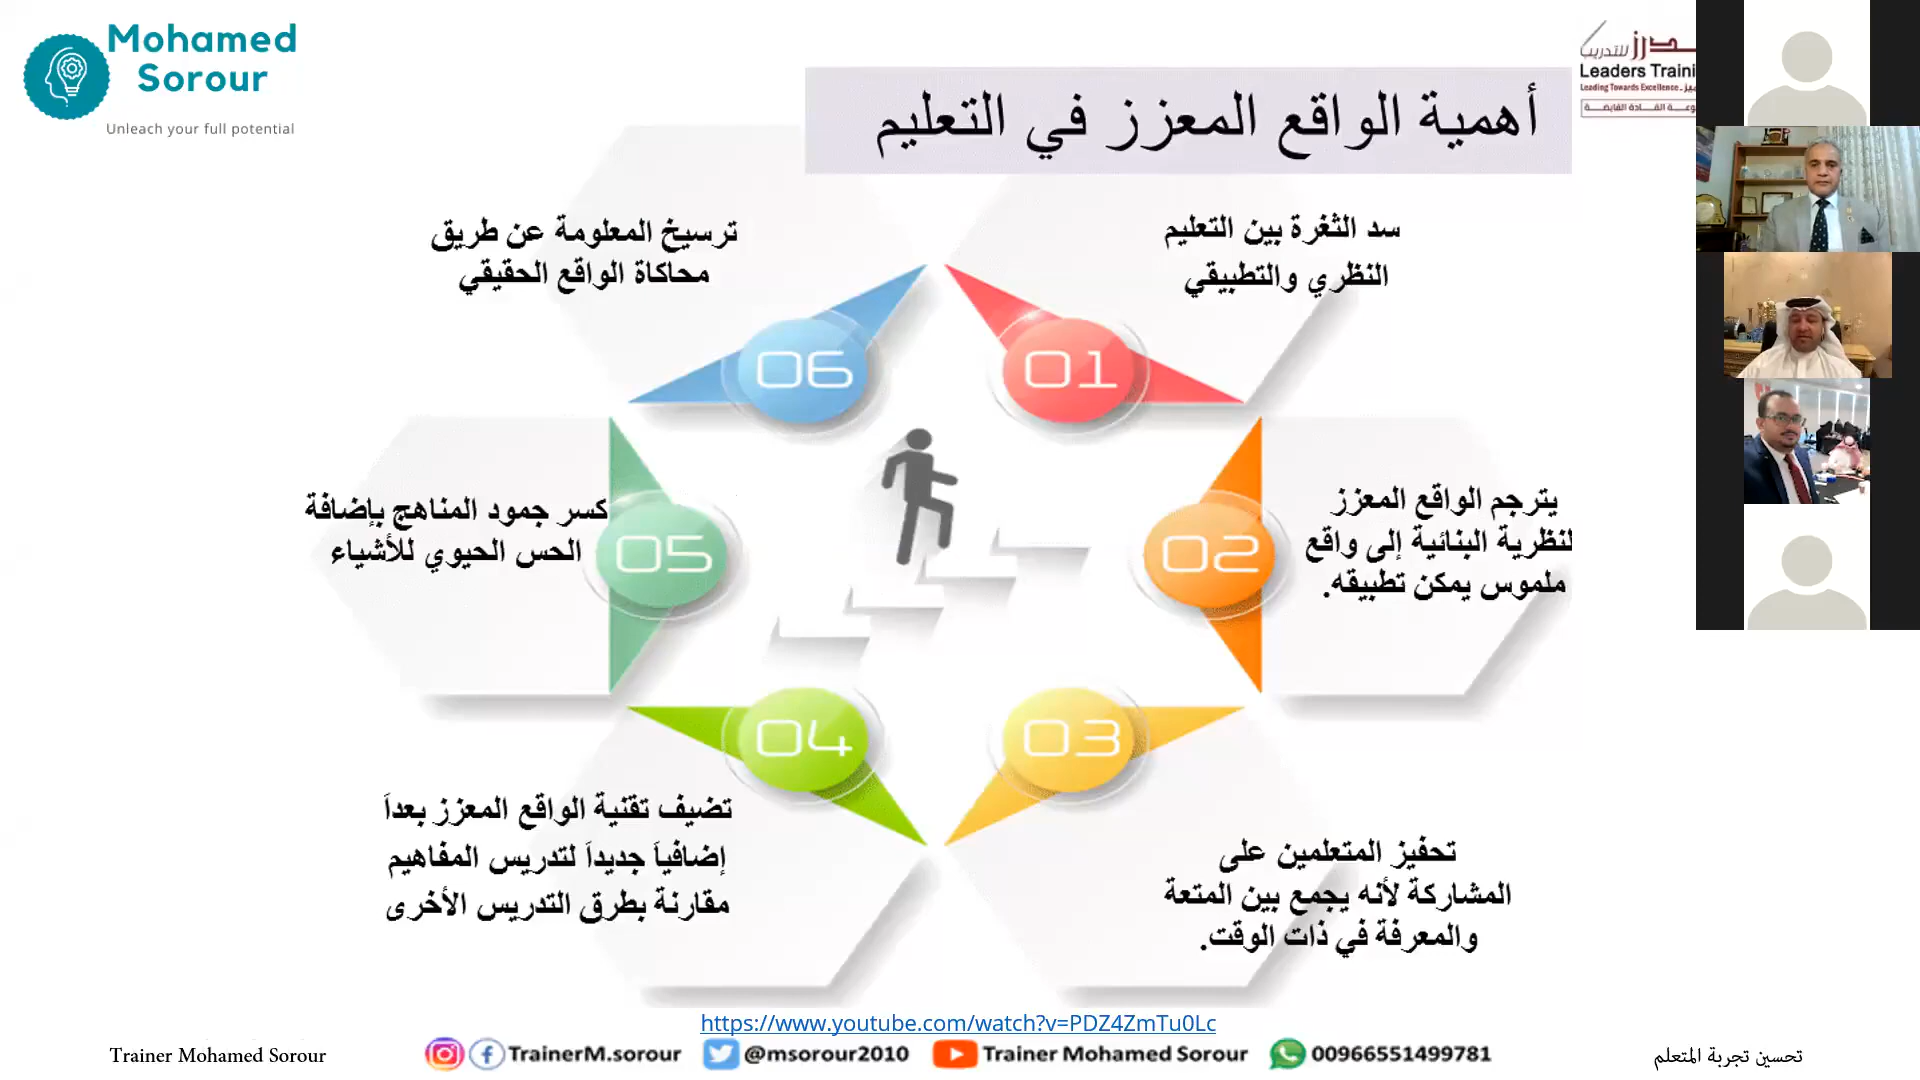 Mohamed
Sorour
Unleach your full potential
للتدريب
Leaders Traini
Leading Towards Excellence
أهمية الواقع المعزز في التعليم
سد الثغرة بين التعليم
النظري والتطبيقي
01
يترجم الواقع المعزز
لنظرية البنائية إلى واقع
ملموس يمكن تطبيقه.
02
تحفيز المتعلمين على
المشاركة لأنه يجمع بين المتعة
والمعرفة في ذات الوقت.
03
تضيف تقنية الواقع المعزز بعداً
إضافياً جديداً لتدريس المفاهيم
مقارنة بطرق التدريس الأخرى
04
كسر جمود المناهج بإضافة
الحس الحيوي للأشياء
05
ترسيخ المعلومة عن طريق
محاكاة الواقع الحقيقي
06
https://www.youtube.com/watch?v=PDZ4ZmTu0Lc
Trainer Mohamed Sorour
TrainerM.sorour
@msorour2010
Trainer Mohamed Sorour
00966551499781
تحسين تجربة المتعلم